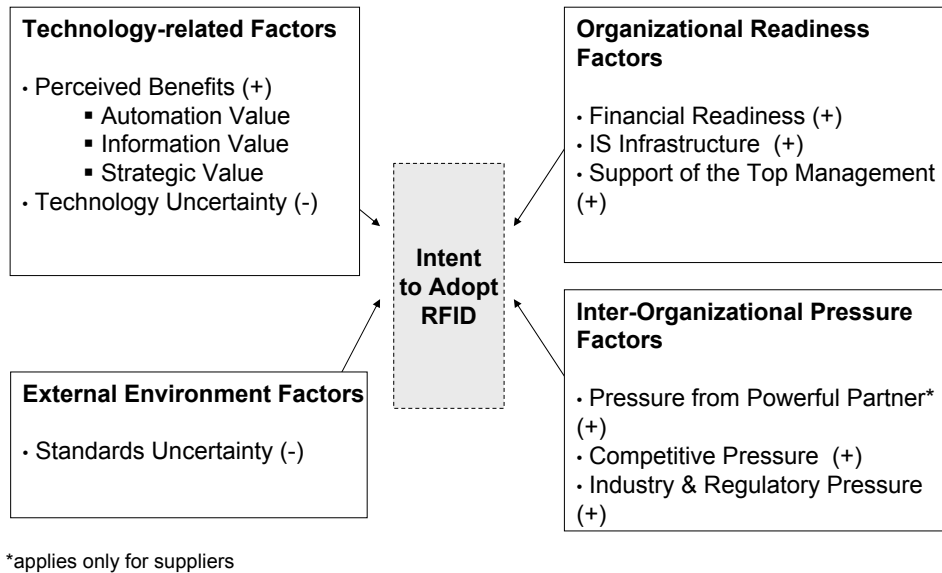 Technology-related Factors
• Perceived Benefits (+)
▪ Automation Value
▪ Information Value
▪ Strategic Value
• Technology Uncertainty (-)
External Environment Factors
• Standards Uncertainty (-)
Intent
to Adopt
RFID
Organizational Readiness
Factors
• Financial Readiness (+)
• IS Infrastructure (+)
• Support of the Top Management
(+)
Inter-Organizational Pressure
Factors
• Pressure from Powerful Partner*
(+)
• Competitive Pressure (+)
• Industry & Regulatory Pressure
(+)
*applies only for suppliers